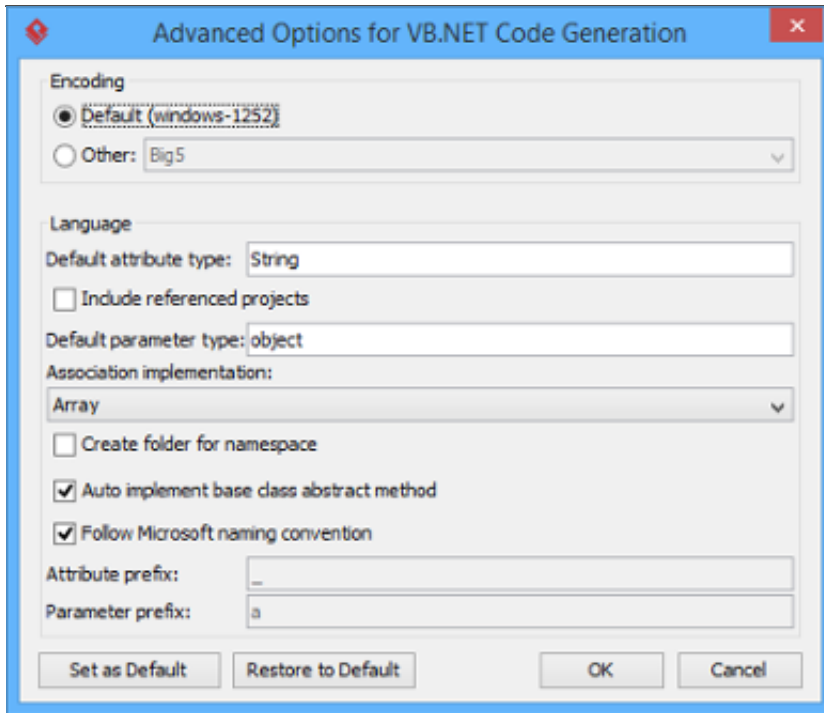 Advanced Options for VB.NET Code Generation
Encoding
Default (windows-1252)
Other: Big5
Language
Default attribute type: String
Include referenced projects
Default parameter type: object
Association implementation:
Array
Create folder for namespace
Auto implement base class abstract method
Follow Microsoft naming convention
Attribute prefix: _
Parameter prefix: a
Set as Default Restore to Default OK Cancel